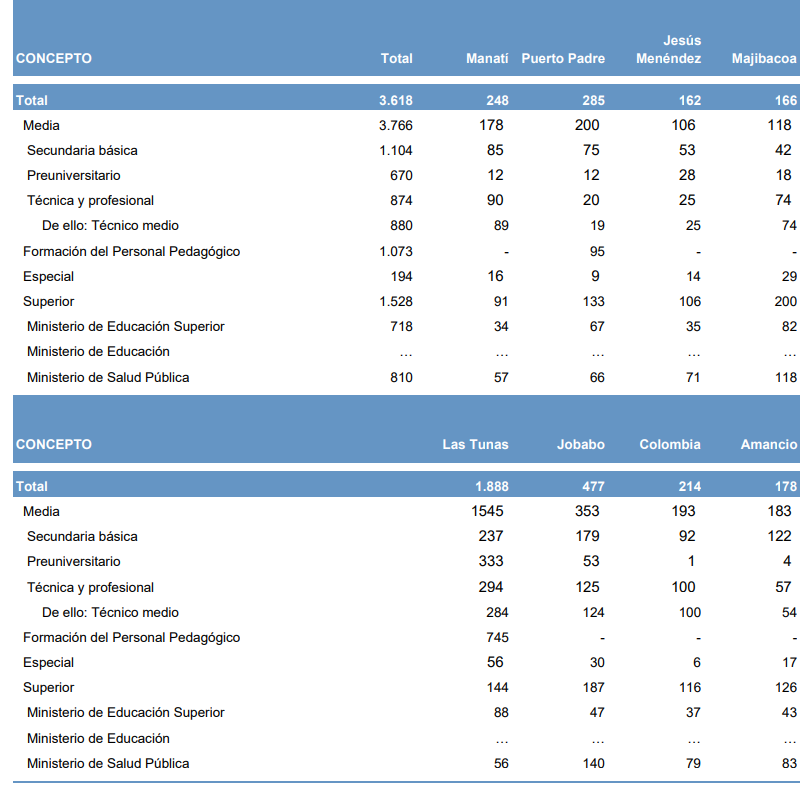 CONCEPTO Total Manatí Puerto Padre Jesús Menéndez Majibacoa
Total 3.618 248 285 162 166
Media 3.766 178 200 106 118
Secundaria básica 1.104 85 75 53 42
Preuniversitario 670 12 12 28 18
Técnica y profesional 874 90 20 25 74
De ello: Técnico medio 880 89 19 25 74
Formación del Personal Pedagógico 1.073 - 95 - -
Especial 194 16 9 14 29
Superior 1.528 91 133 106 200
Ministerio de Educación Superior 718 34 67 35 82
Ministerio de Educación … … … … …
Ministerio de Salud Pública 810 57 66 71 118
CONCEPTO Las Tunas Jobabo Colombia Amancio
Total 1.888 477 214 178
Media 1545 353 193 183
Secundaria básica 237 179 92 122
Preuniversitario 333 53 1 4
Técnica y profesional 294 125 100 57
De ello: Técnico medio 284 124 100 54
Formación del Personal Pedagógico 745 - - -
Especial 56 30 6 17
Superior 144 187 116 126
Ministerio de Educación Superior 88 47 37 43
Ministerio de Educación … … … …
Ministerio de Salud Pública 56 140 79 83